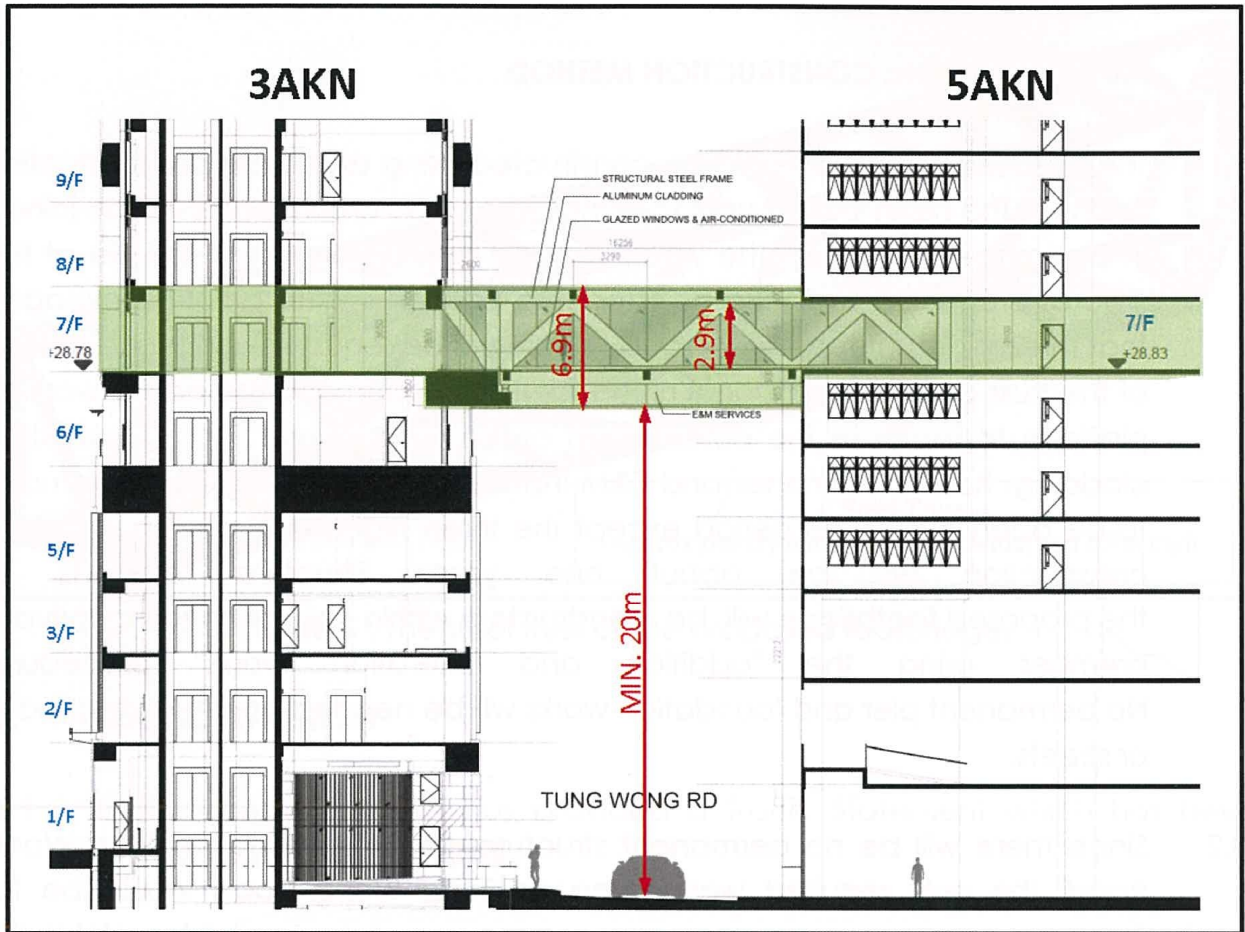 3AKN
5AKN
9/F
8/F
7/F
+28.78
6/F
5/F
3/F
2/F
1/F
STRUCTURAL STEEL FRAME
ALUMINUM CLADDING
GLAZED WINDOWS & AIR-CONDITIONED
16256
3290
6.9m
2.9m
7/F
+28.83
E&M SERVICES
MIN. 20m
TUNG WONG RD